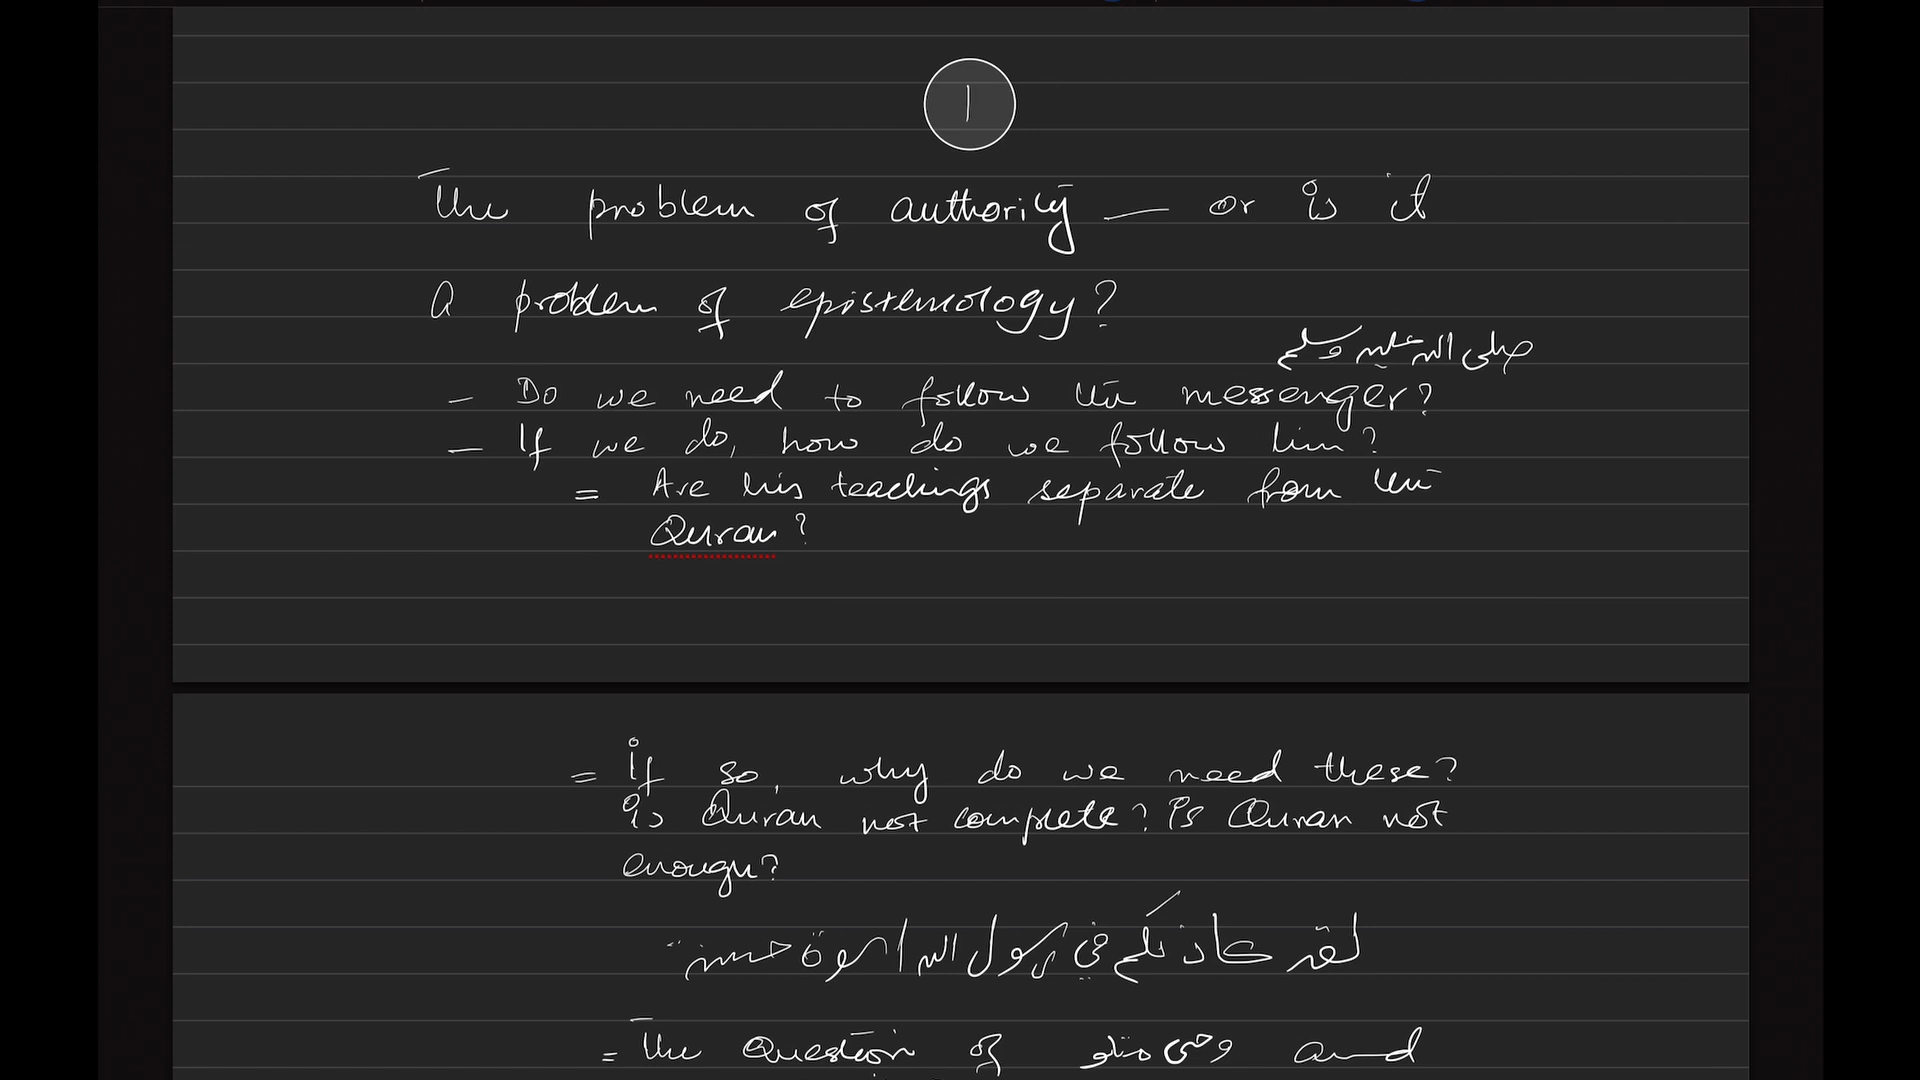 1
The problem of authority — or is it
a problem of epistemology?
صلى الله عليه وسلم
- Do we need to follow the messenger?
- If we do, how do we follow him?
= Are his teachings separate from the
Quran?
= If so, why do we need these?
Is Quran not complete? Is Quran not
enough?
لقد كان لكم في رسول الله اسوة حسنة
= The question of وحی متلو and